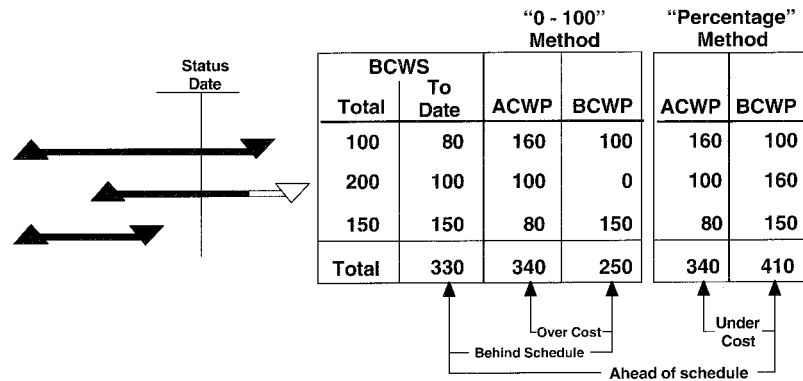 "0 - 100" "Percentage"
Method Method
Status
Date
BCWS
Total To Date ACWP BCWP ACWP BCWP
100 80 160 100 160 100
200 100 100 0 100 160
150 150 80 150 80 150
Total 330 340 250 340 410
Over Cost Under Cost
Behind Schedule
Ahead of schedule